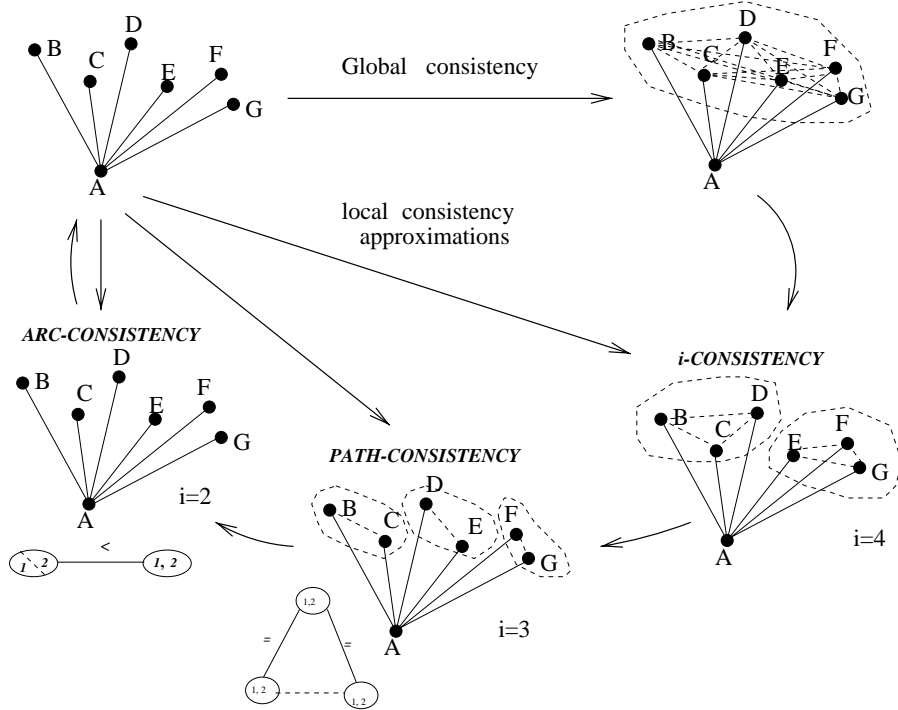 D
B
F
C
E
G
A
Global consistency
D
B
C
F
E
G
A
local consistency
approximations
ARC-CONSISTENCY
D
B
C
F
E
G
A
i=2
<
1 2
1, 2
i-CONSISTENCY
D
B
C
F
E
G
A
i=4
PATH-CONSISTENCY
D
B
C
F
E
G
A
i=3
1,2
=
=
1, 2
1, 2